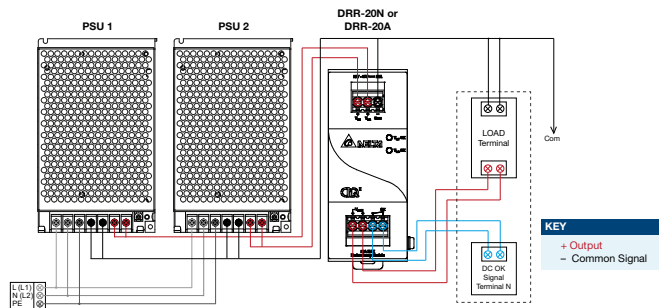 PSU 1
PSU 2
DRR-20N or
DRR-20A
LOAD
Terminal
Com
KEY
+ Output
− Common Signal
DC OK
Signal
Terminal N
L (L1)
N (L2)
PE